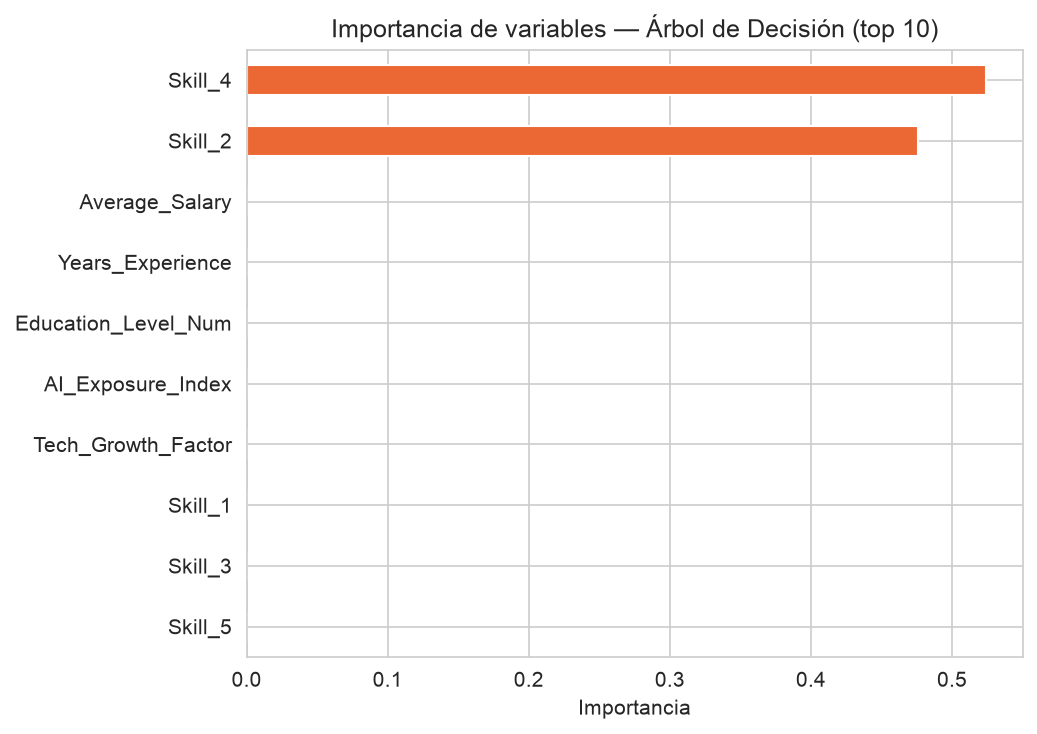 Importancia de variables — Árbol de Decisión (top 10)
Skill_4
Skill_2
Average_Salary
Years_Experience
Education_Level_Num
AI_Exposure_Index
Tech_Growth_Factor
Skill_1
Skill_3
Skill_5
0.0 0.1 0.2 0.3 0.4 0.5
Importancia